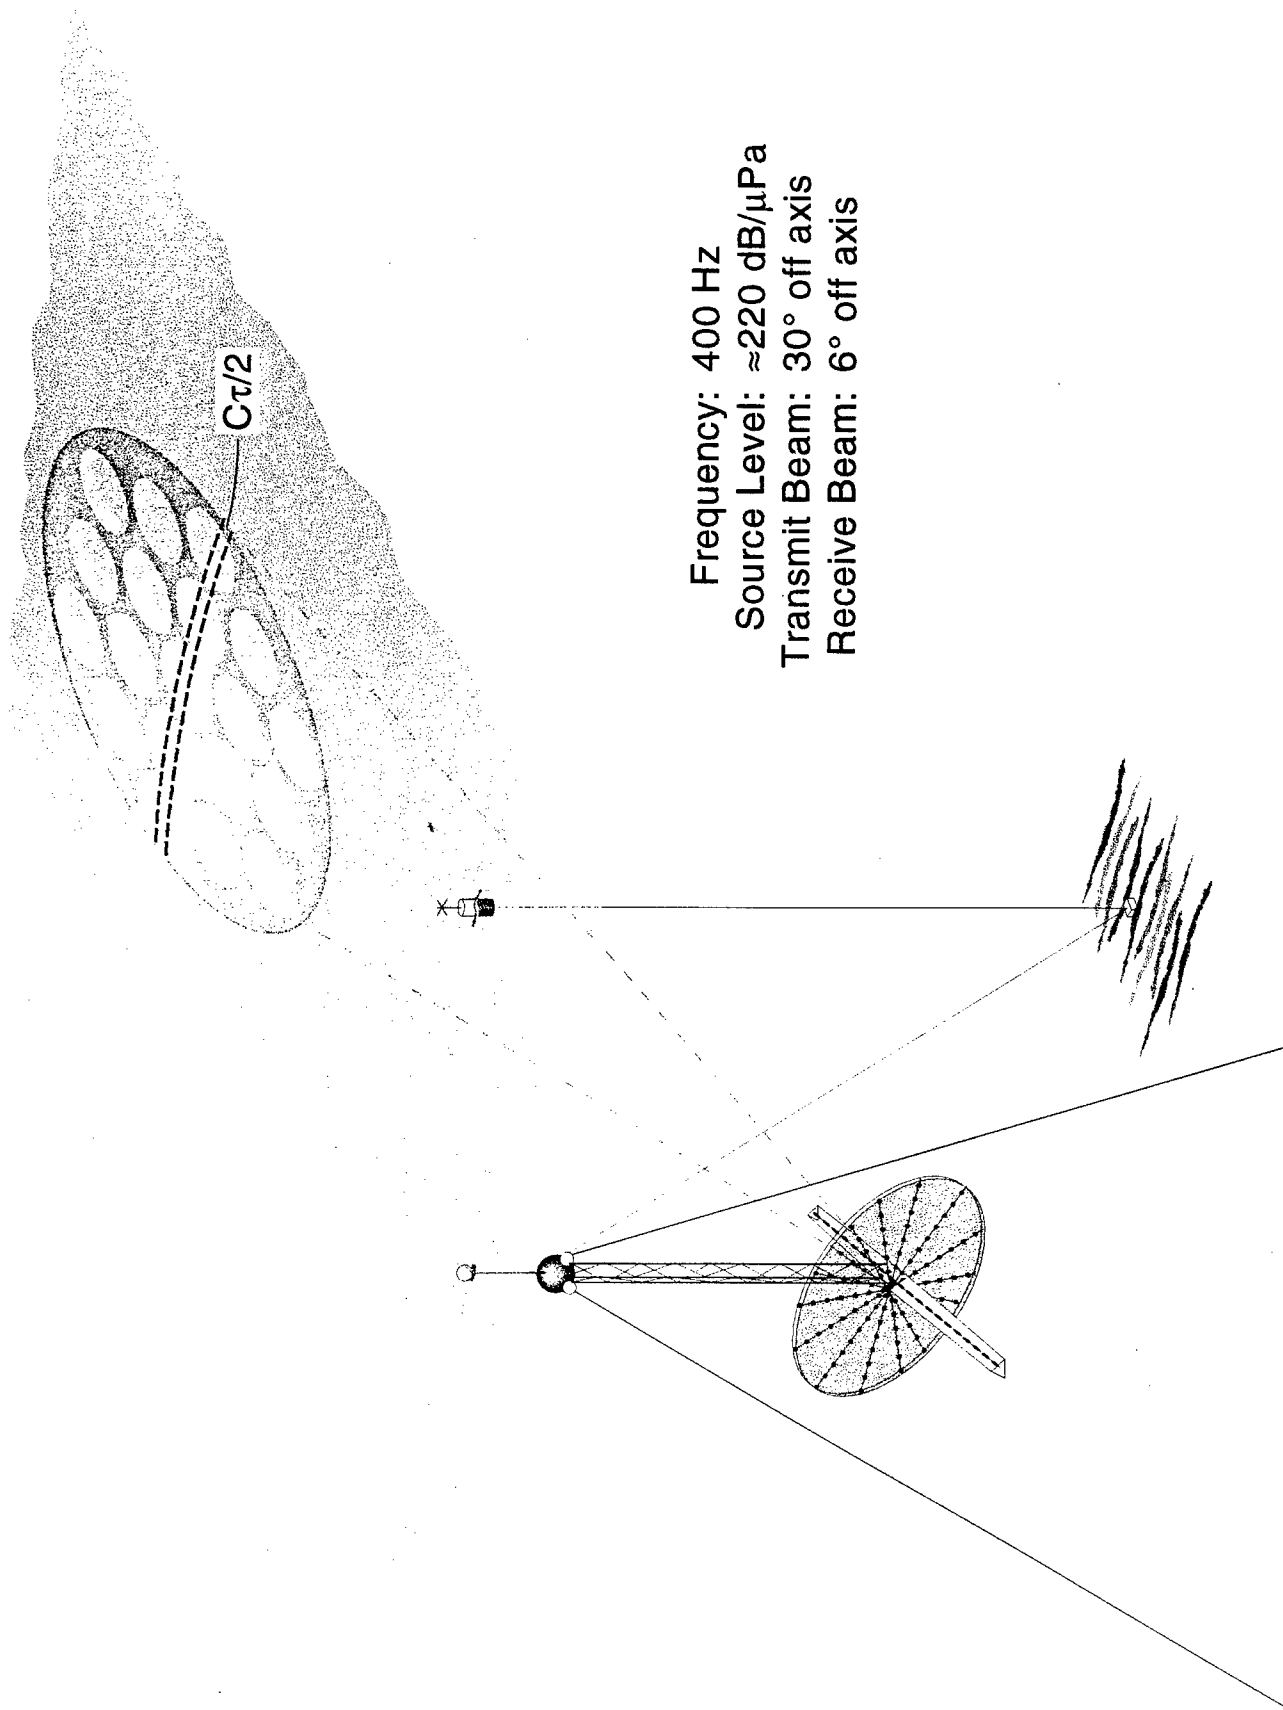 Cτ/2
Frequency: 400 Hz
Source Level: ≈220 dB/μPa
Transmit Beam: 30° off axis
Receive Beam: 6° off axis